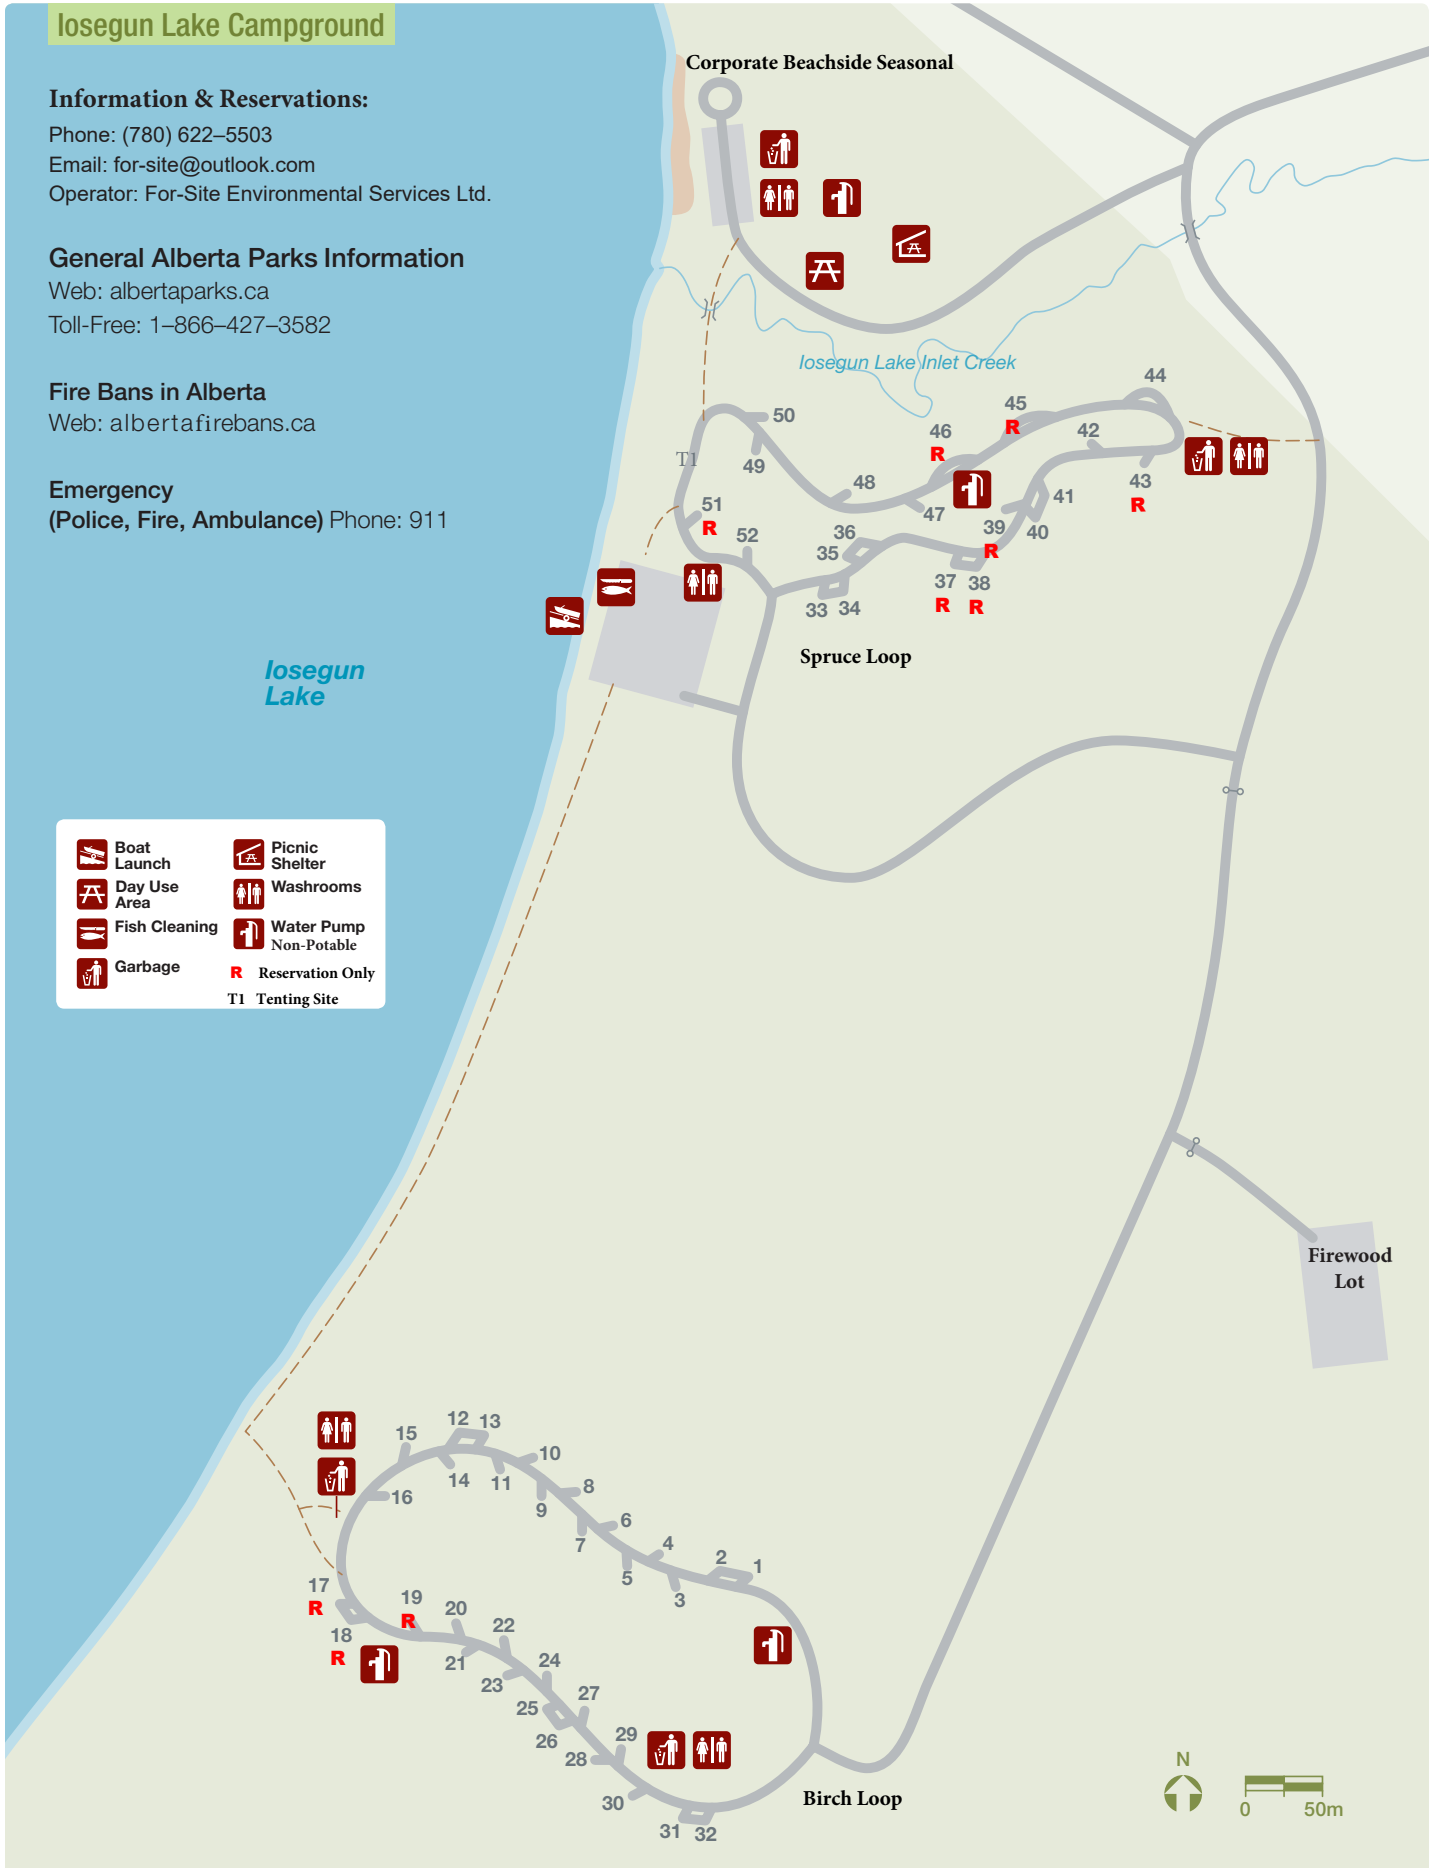 Iosegun Lake Campground
Information & Reservations:
Phone: (780) 622–5503
Email: for-site@outlook.com
Operator: For-Site Environmental Services Ltd.
General Alberta Parks Information
Web: albertaparks.ca
Toll-Free: 1–866–427–3582
Fire Bans in Alberta
Web: albertafirebans.ca
Emergency
(Police, Fire, Ambulance) Phone: 911
Corporate Beachside Seasonal
Iosegun Lake Inlet Creek
44
45
R
46
R
42
50
49
T1
48
47
43
R
41
40
39
R
51
R
52
36
35
37
R
38
R
33
34
Spruce Loop
Iosegun
Lake
Boat
Launch
Day Use
Area
Fish Cleaning
Garbage
Picnic
Shelter
Washrooms
Water Pump
Non-Potable
R Reservation Only
T1 Tenting Site
Firewood
Lot
12
13
15
10
14
11
16
8
9
6
7
4
5
2
1
3
17
R
19
R
20
18
R
22
21
24
23
27
25
26
29
28
30
31
32
Birch Loop
N
0
50m